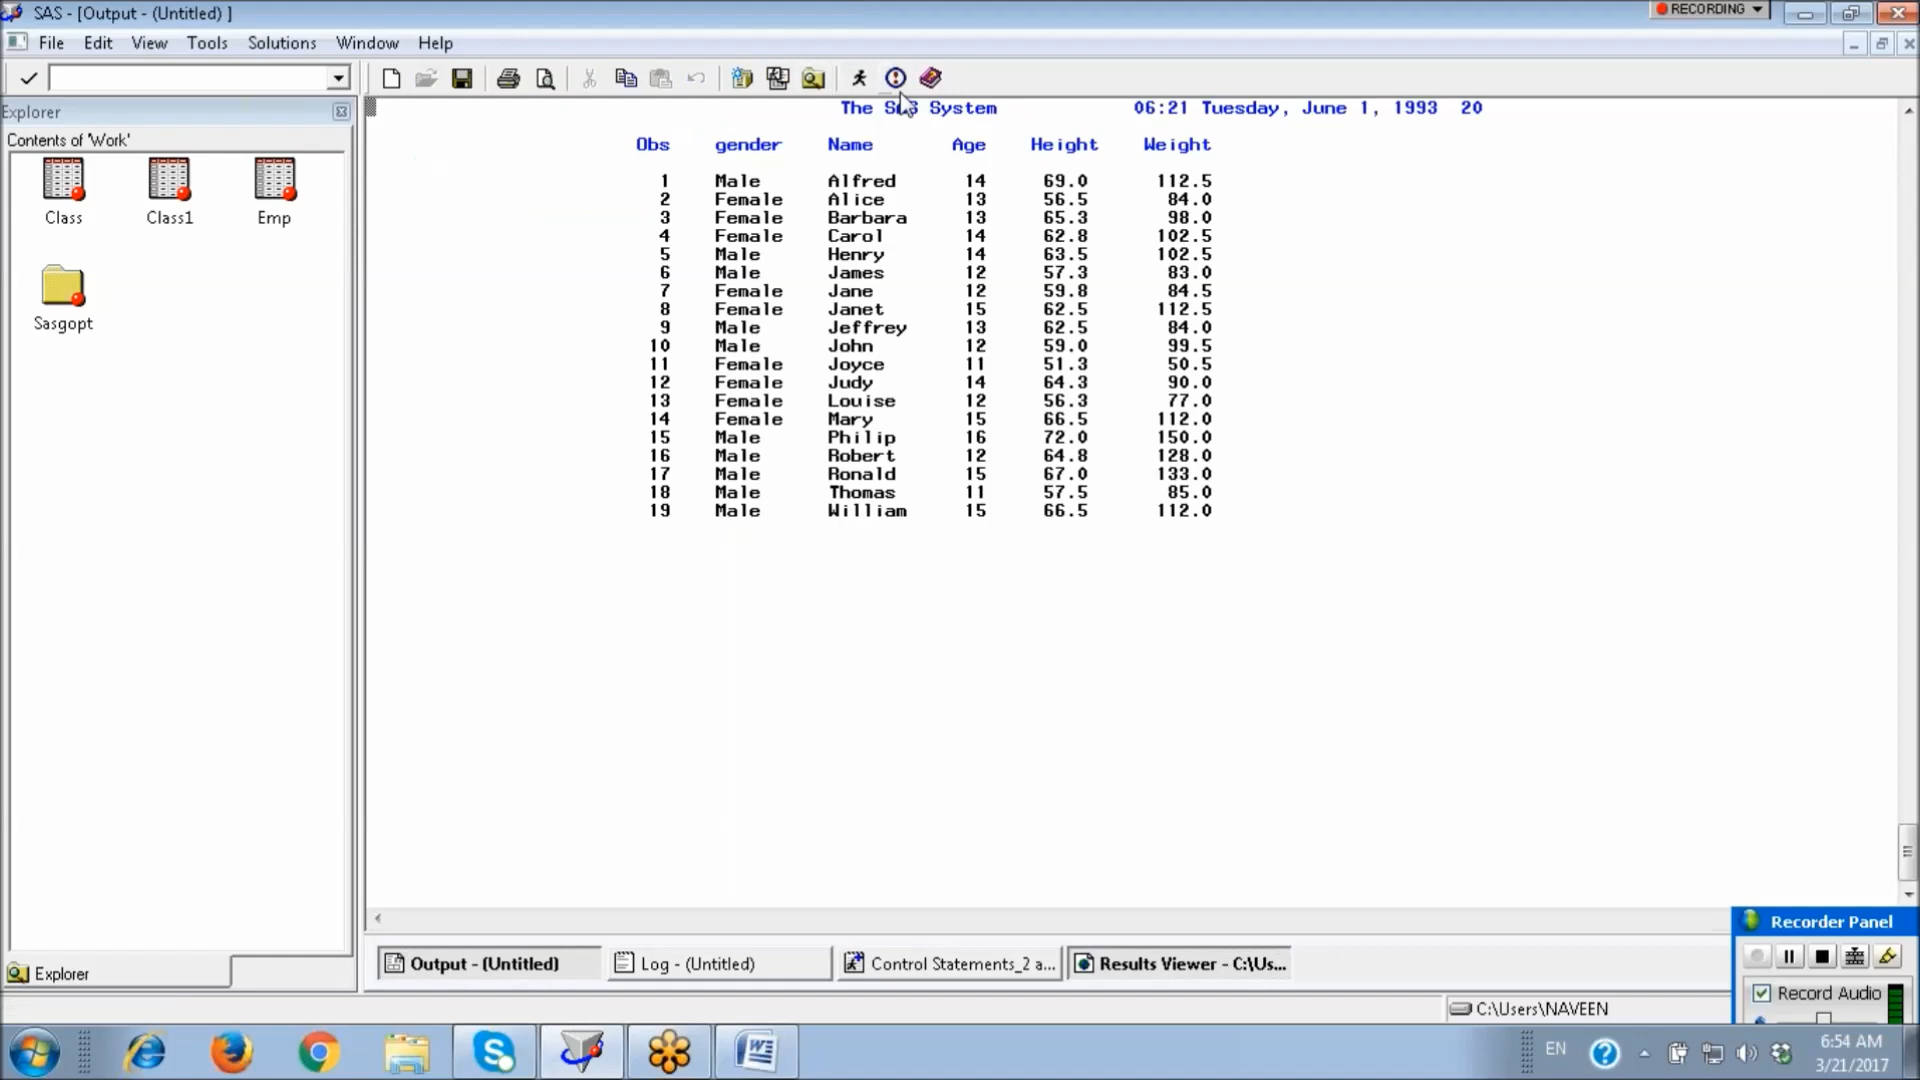 SAS - [Output - (Untitled) ]
RECORDING
File Edit View Tools Solutions Window Help
Explorer
Contents of 'Work'
Class Class1 Emp
Sasgopt
The SAS System 06:21 Tuesday, June 1, 1993 20
Obs gender Name Age Height Weight
1 Male Alfred 14 69.0 112.5
2 Female Alice 13 56.5 84.0
3 Female Barbara 13 65.3 98.0
4 Female Carol 14 62.8 102.5
5 Male Henry 14 63.5 102.5
6 Male James 12 57.3 83.0
7 Female Jane 12 59.8 84.5
8 Female Janet 15 62.5 112.5
9 Male Jeffrey 13 62.5 84.0
10 Male John 12 59.0 99.5
11 Female Joyce 11 51.3 50.5
12 Female Judy 14 64.3 90.0
13 Female Louise 12 56.3 77.0
14 Female Mary 15 66.5 112.0
15 Male Philip 16 72.0 150.0
16 Male Robert 12 64.8 128.0
17 Male Ronald 15 67.0 133.0
18 Male Thomas 11 57.5 85.0
19 Male William 15 66.5 112.0
Explorer
Output - (Untitled) Log - (Untitled) Control Statements_2 a... Results Viewer - C:\Us...
Recorder Panel
Record Audio
C:\Users\NAVEEN
EN
6:54 AM
3/21/2017